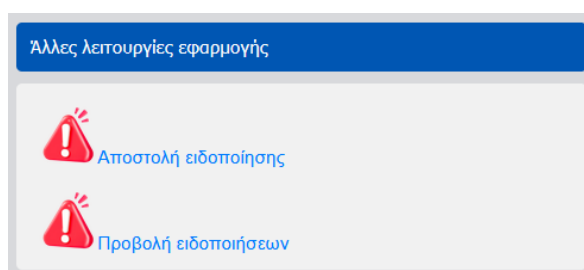 Άλλες λειτουργίες εφαρμογής
Αποστολή ειδοποίησης
Προβολή ειδοποιήσεων